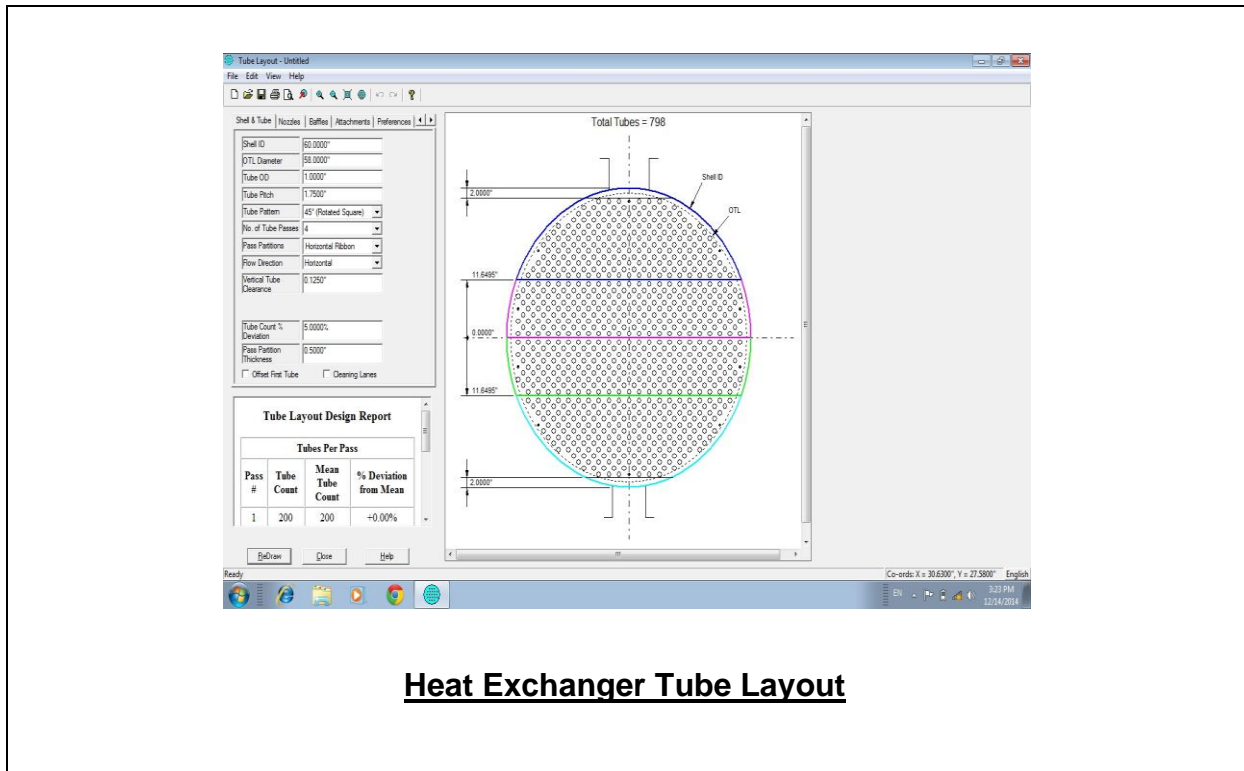 Tube Layout - Untitled
File Edit View Help
Shell & Tube Nozzles Baffles Attachments Preferences
Shell ID 60.0000"
OTL Diameter 58.0000"
Tube OD 1.0000"
Tube Pitch 1.7500"
Tube Pattern 45° (Rotated Square)
No. of Tube Passes 4
Pass Partitions Horizontal Ribbon
Flow Direction Horizontal
Vertical Tube Clearance 0.1250"
Tube Count % Deviation 5.0000%
Pass Partition Thickness 0.5000"
Offset First Tube Cleaning Lanes
Tube Layout Design Report
Tubes Per Pass
Pass # Tube Count Mean Tube Count % Deviation from Mean
1 200 200 +0.00%
ReDraw Close Help
Total Tubes = 798
Shell ID
2.0000"
OTL
11.6495"
0.0000"
11.6495"
2.0000"
Ready Co-ords: X = 30.6300", Y = 27.5800" English
EN 3:23 PM
12/14/2014
Heat Exchanger Tube Layout